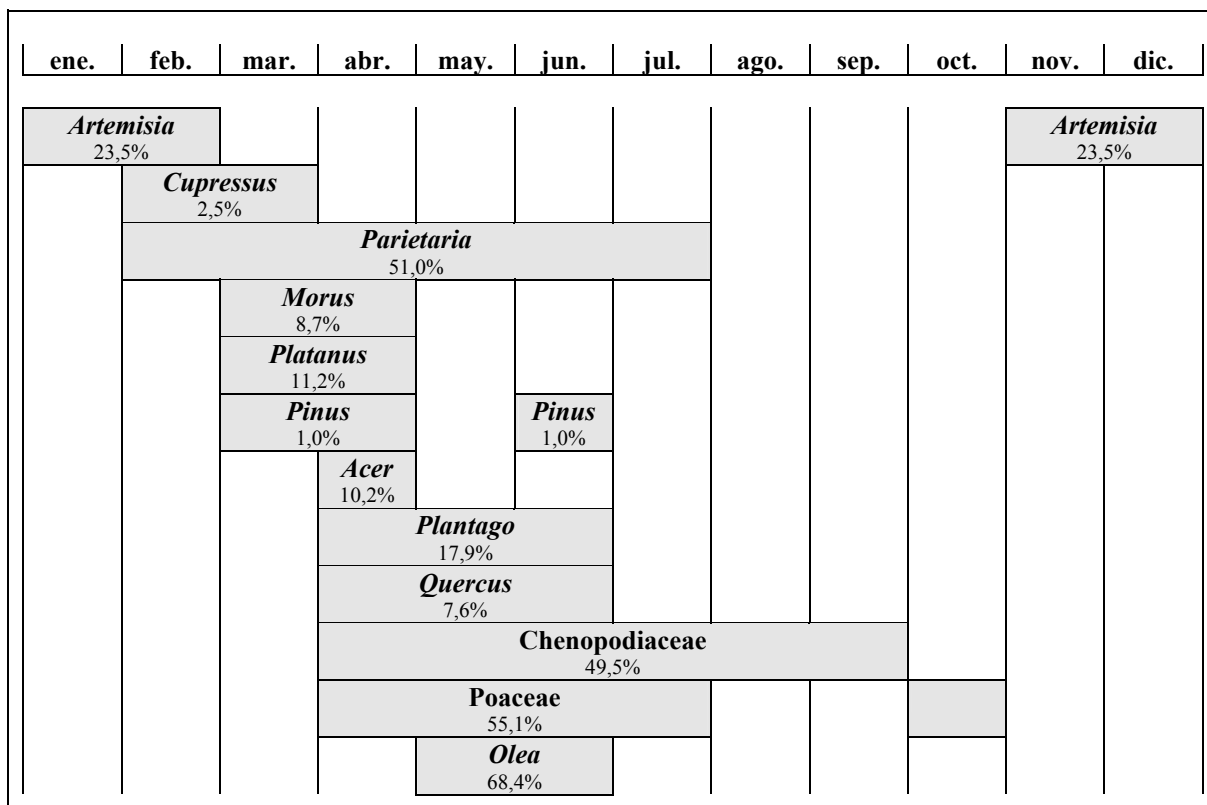 ene. feb. mar. abr. may. jun. jul. ago. sep. oct. nov. dic.
Artemisia Artemisia
23,5% 23,5%
Cupressus
2,5%
Parietaria
51,0%
Morus
8,7%
Platanus
11,2%
Pinus Pinus
1,0% 1,0%
Acer
10,2%
Plantago
17,9%
Quercus
7,6%
Chenopodiaceae
49,5%
Poaceae
55,1%
Olea
68,4%